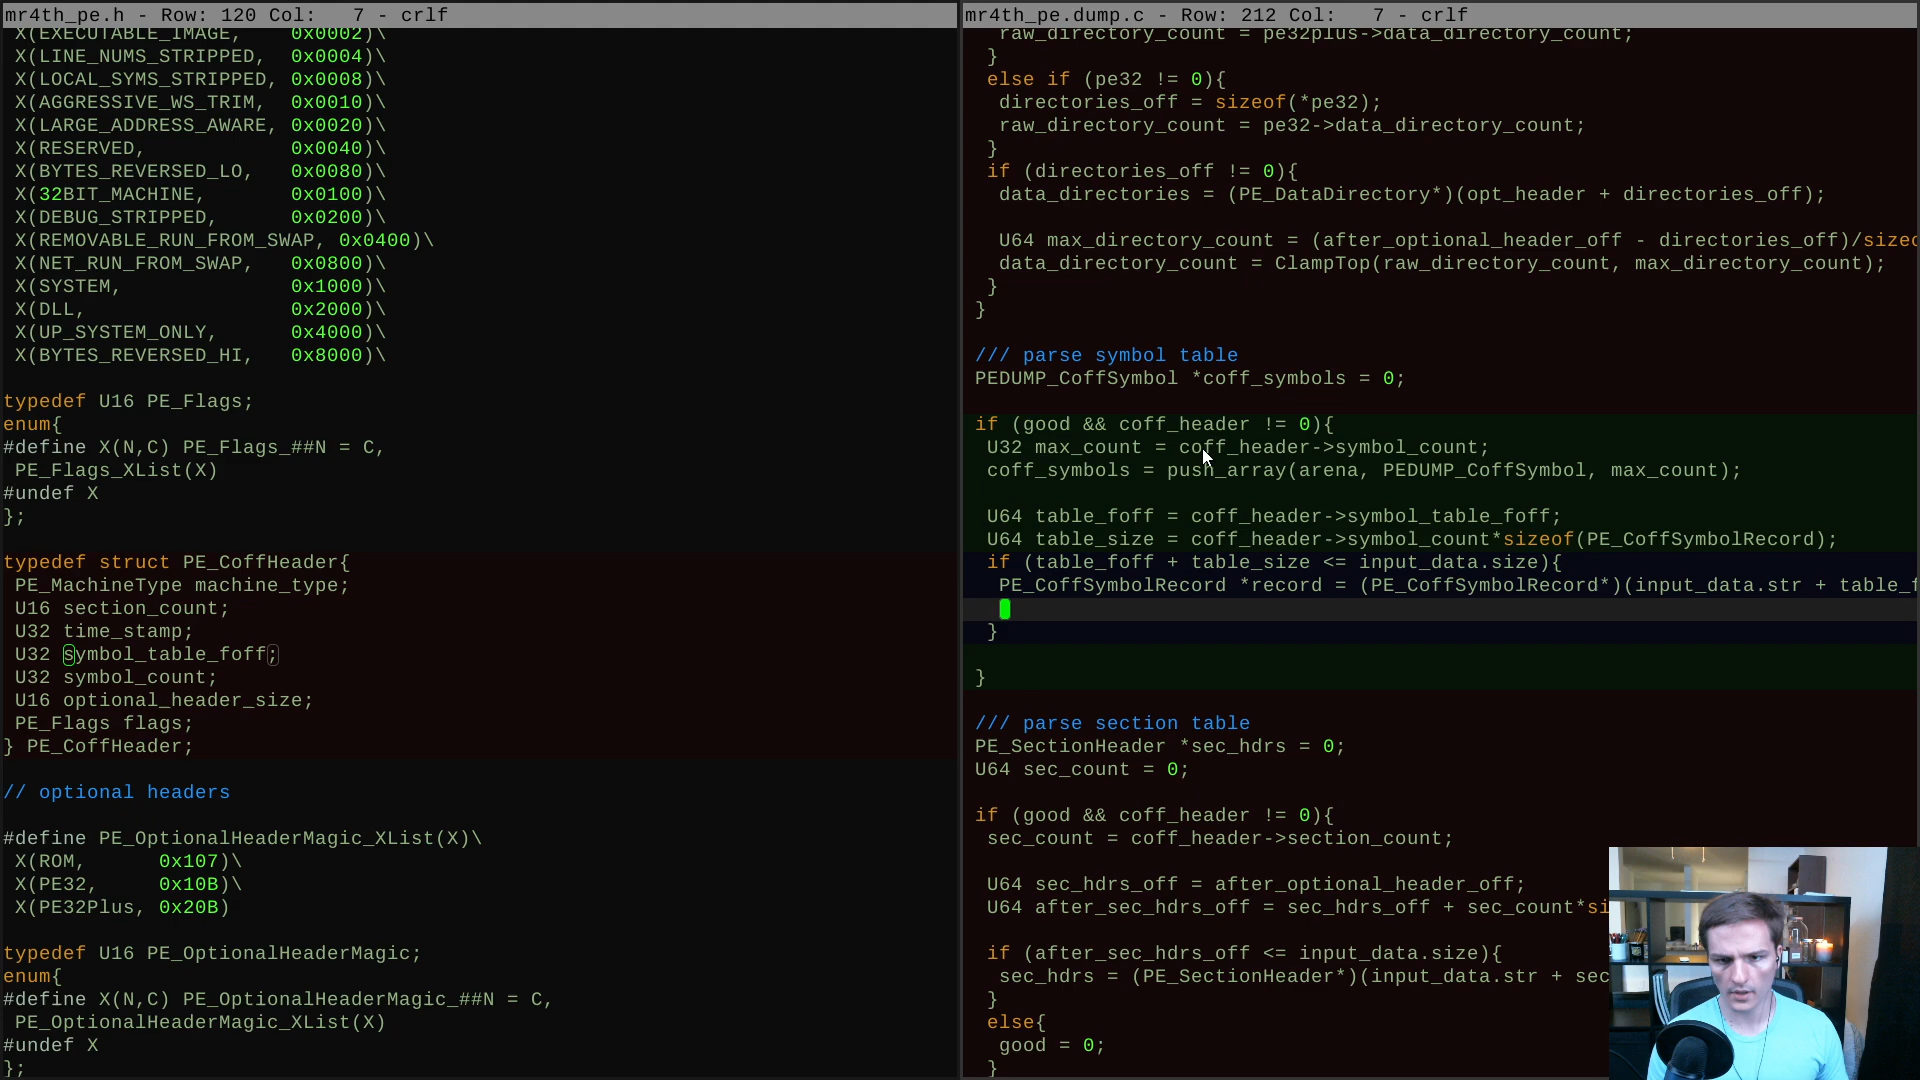 mr4th_pe.h - Row: 120 Col:   7 - crlf
X(EXECUTABLE_IMAGE,    0x0002)\
X(LINE_NUMS_STRIPPED,  0x0004)\
X(LOCAL_SYMS_STRIPPED, 0x0008)\
X(AGGRESSIVE_WS_TRIM,  0x0010)\
X(LARGE_ADDRESS_AWARE, 0x0020)\
X(RESERVED,            0x0040)\
X(BYTES_REVERSED_LO,   0x0080)\
X(32BIT_MACHINE,       0x0100)\
X(DEBUG_STRIPPED,      0x0200)\
X(REMOVABLE_RUN_FROM_SWAP, 0x0400)\
X(NET_RUN_FROM_SWAP,   0x0800)\
X(SYSTEM,              0x1000)\
X(DLL,                 0x2000)\
X(UP_SYSTEM_ONLY,      0x4000)\
X(BYTES_REVERSED_HI,   0x8000)\
typedef U16 PE_Flags;
enum{
#define X(N,C) PE_Flags_##N = C,
PE_Flags_XList(X)
#undef X
};
typedef struct PE_CoffHeader{
PE_MachineType machine_type;
U16 section_count;
U32 time_stamp;
U32 symbol_table_foff;
U32 symbol_count;
U16 optional_header_size;
PE_Flags flags;
} PE_CoffHeader;
// optional headers
#define PE_OptionalHeaderMagic_XList(X)\
X(ROM,      0x107)\
X(PE32,     0x10B)\
X(PE32Plus, 0x20B)
typedef U16 PE_OptionalHeaderMagic;
enum{
#define X(N,C) PE_OptionalHeaderMagic_##N = C,
PE_OptionalHeaderMagic_XList(X)
#undef X
};
mr4th_pe.dump.c - Row: 212 Col:   7 - crlf
raw_directory_count = pe32plus->data_directory_count;
}
else if (pe32 != 0){
directories_off = sizeof(*pe32);
raw_directory_count = pe32->data_directory_count;
}
if (directories_off != 0){
data_directories = (PE_DataDirectory*)(opt_header + directories_off);
U64 max_directory_count = (after_optional_header_off - directories_off)/sizeo
data_directory_count = ClampTop(raw_directory_count, max_directory_count);
}
}
/// parse symbol table
PEDUMP_CoffSymbol *coff_symbols = 0;
if (good && coff_header != 0){
U32 max_count = coff_header->symbol_count;
coff_symbols = push_array(arena, PEDUMP_CoffSymbol, max_count);
U64 table_foff = coff_header->symbol_table_foff;
U64 table_size = coff_header->symbol_count*sizeof(PE_CoffSymbolRecord);
if (table_foff + table_size <= input_data.size){
PE_CoffSymbolRecord *record = (PE_CoffSymbolRecord*)(input_data.str + table_f
}
}
/// parse section table
PE_SectionHeader *sec_hdrs = 0;
U64 sec_count = 0;
if (good && coff_header != 0){
sec_count = coff_header->section_count;
U64 sec_hdrs_off = after_optional_header_off;
U64 after_sec_hdrs_off = sec_hdrs_off + sec_count*si
if (after_sec_hdrs_off <= input_data.size){
sec_hdrs = (PE_SectionHeader*)(input_data.str + sec
}
else{
good = 0;
}